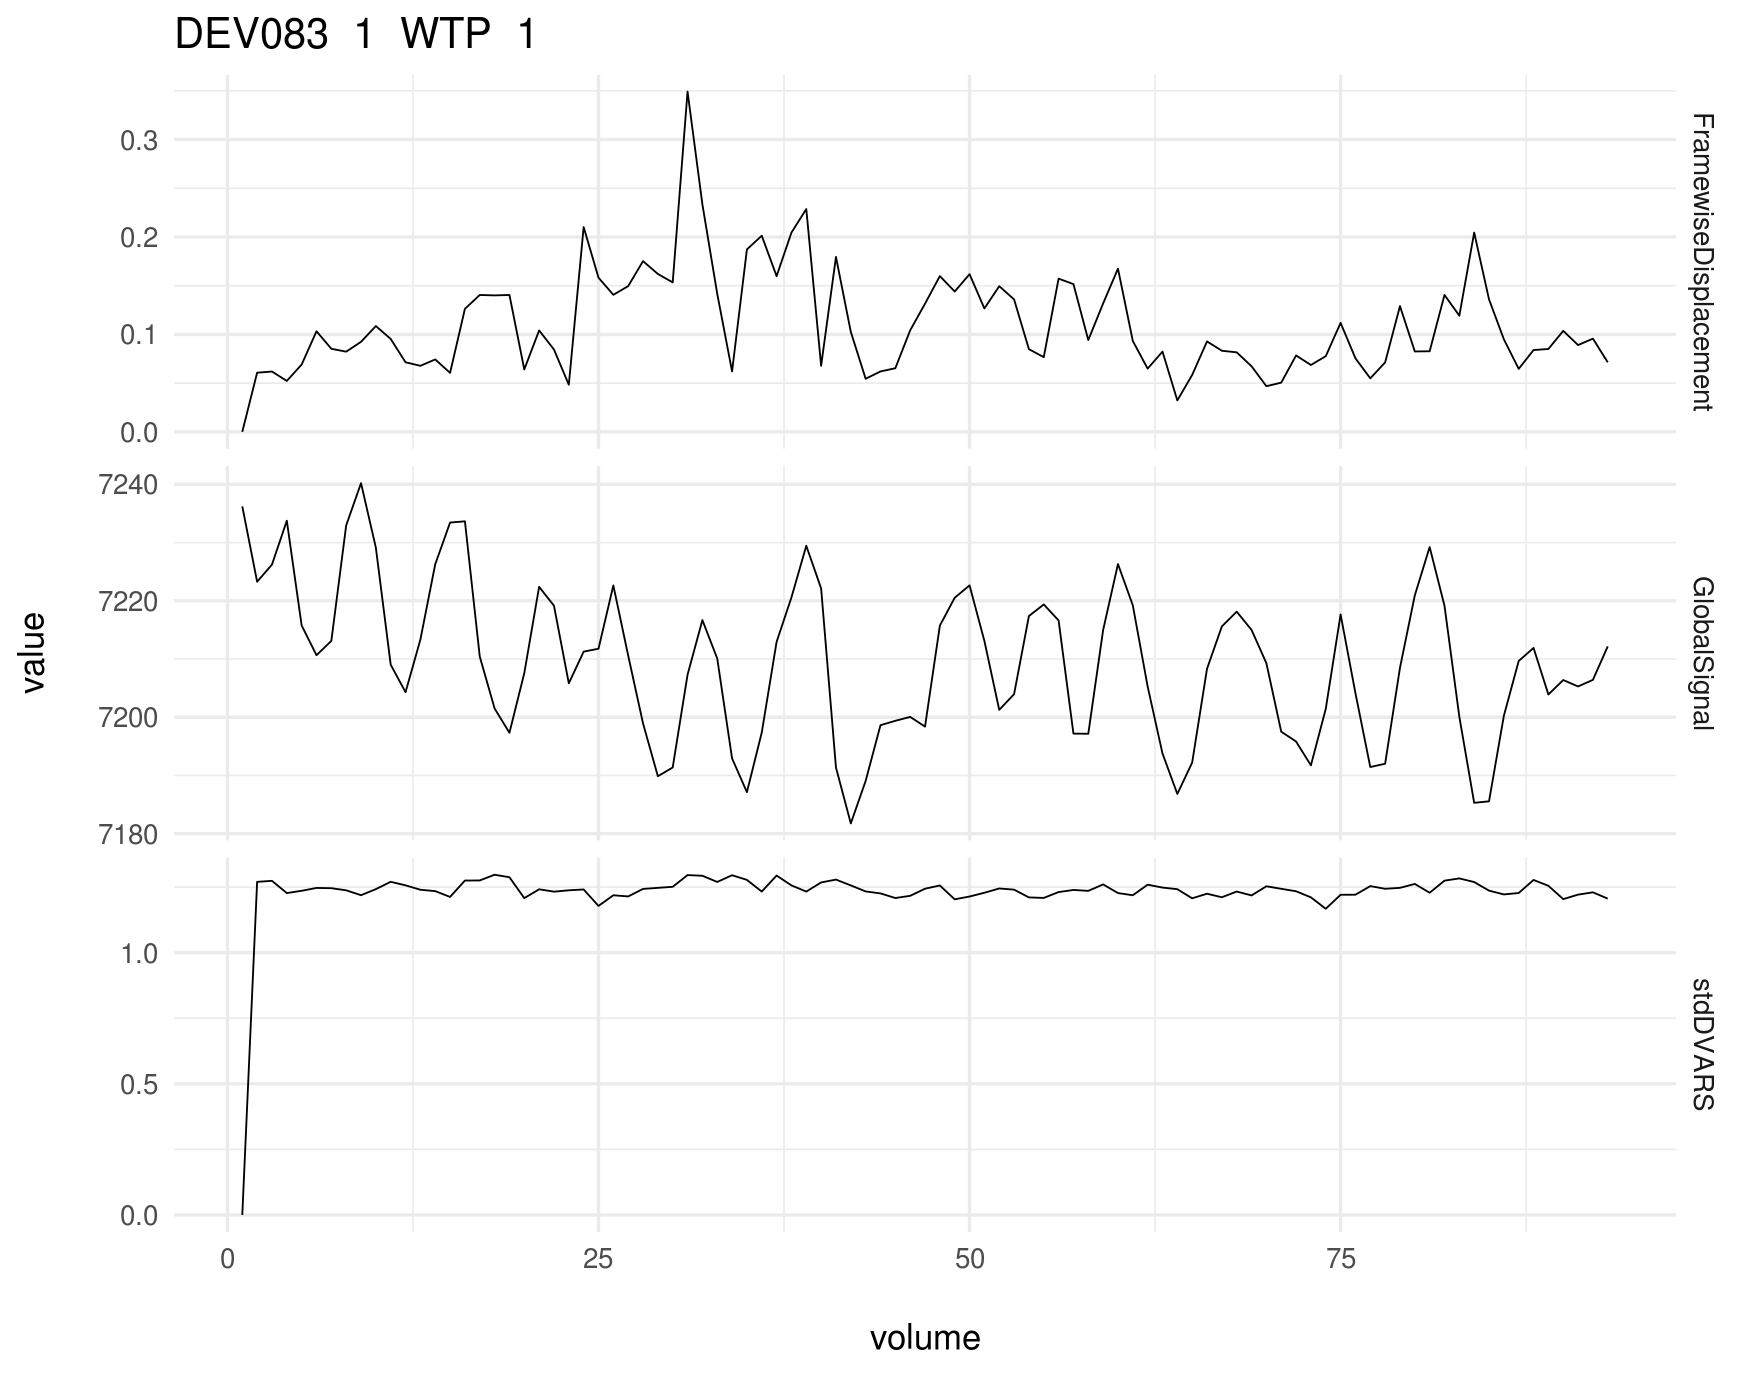 DEV083 1 WTP 1
0.3
0.2
0.1
0.0
FramewiseDisplacement
7240
7220
7200
7180
GlobalSignal
value
1.0
0.5
0.0
stdDVARS
0 25 50 75
volume